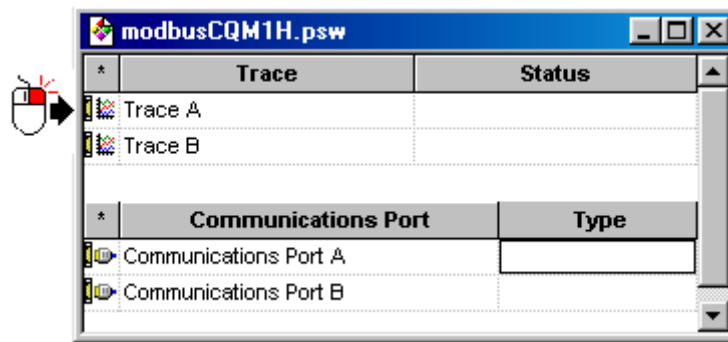 modbusCQM1H.psw
* Trace Status
Trace A
Trace B
* Communications Port Type
Communications Port A
Communications Port B